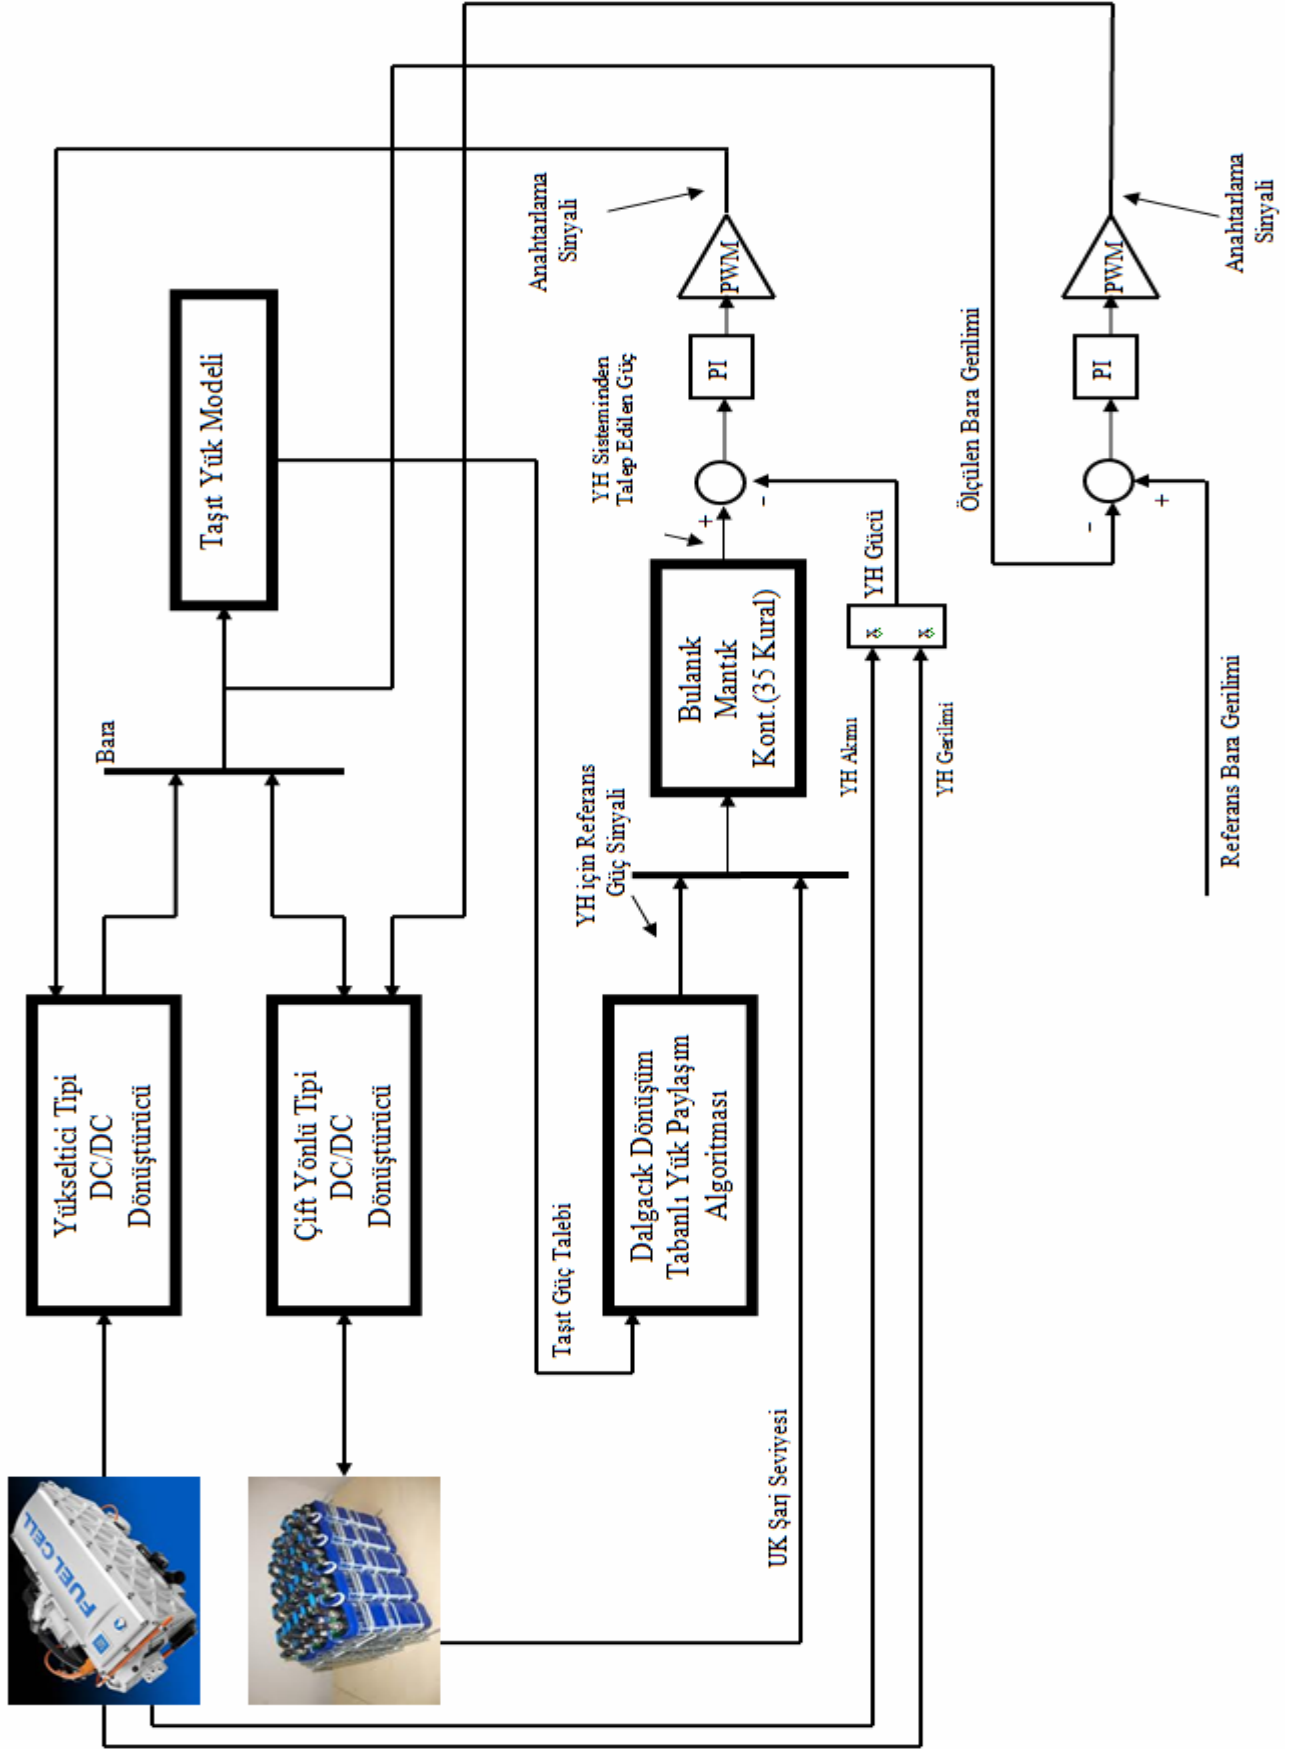 FUEL CELL
Yükseltici Tipi
DC/DC
Dönüştürücü
Çift Yönlü Tipi
DC/DC
Dönüştürücü
Bara
Taşıt Yük Modeli
Taşıt Güç Talebi
Dalgacık Dönüşüm
Tabanlı Yük Paylaşım
Algoritması
YH için Referans
Güç Sinyali
UK Şarj Seviyesi
Bulanık
Mantık
Kont.(35 Kural)
YH Sisteminden
Talep Edilen Güç
+
-
PI
PWM
Anahtarlama
Sinyali
YH Akımı
YH Gerilimi
x
x
YH Gücü
Ölçülen Bara Gerilimi
Referans Bara Gerilimi
-
+
PI
PWM
Anahtarlama
Sinyali